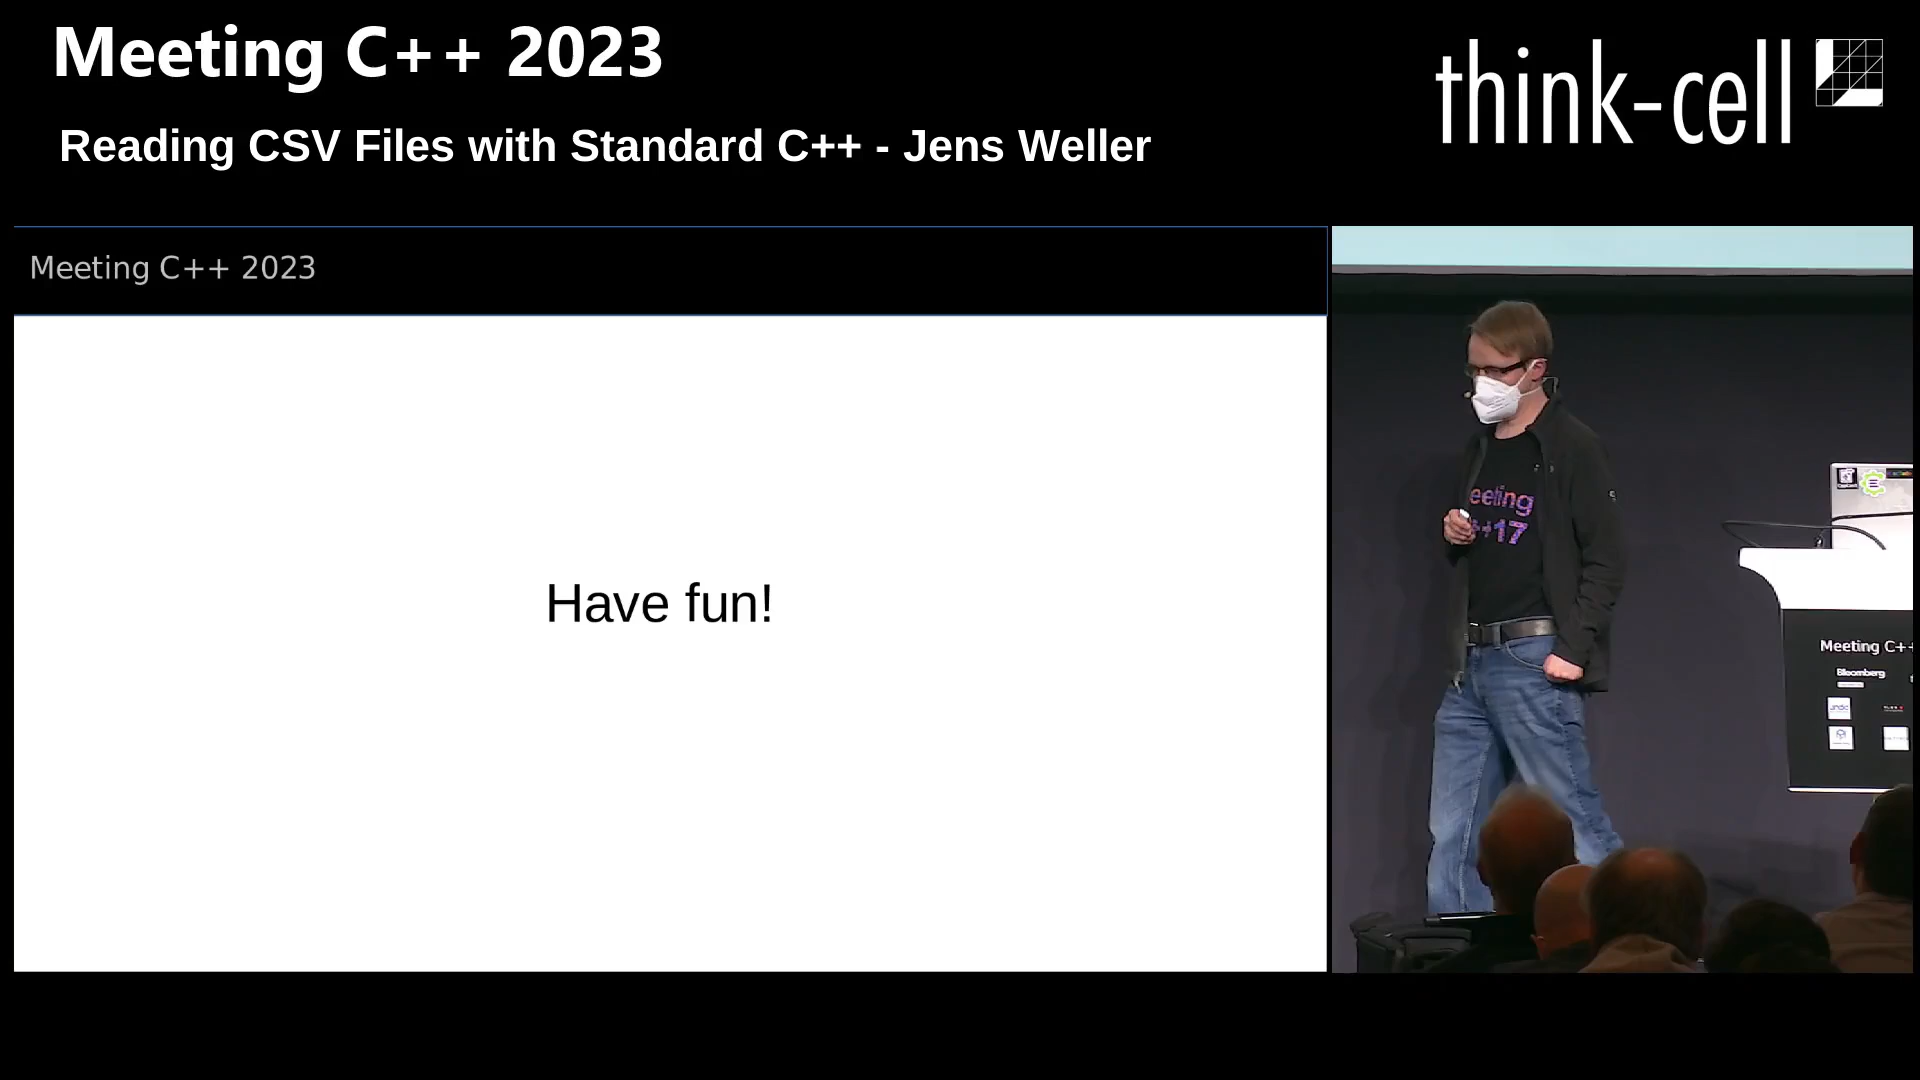 Meeting C++ 2023
think-cell
Reading CSV Files with Standard C++ - Jens Weller
Meeting C++ 2023
Have fun!
eeting
++17
Meeting C++
Bloomberg